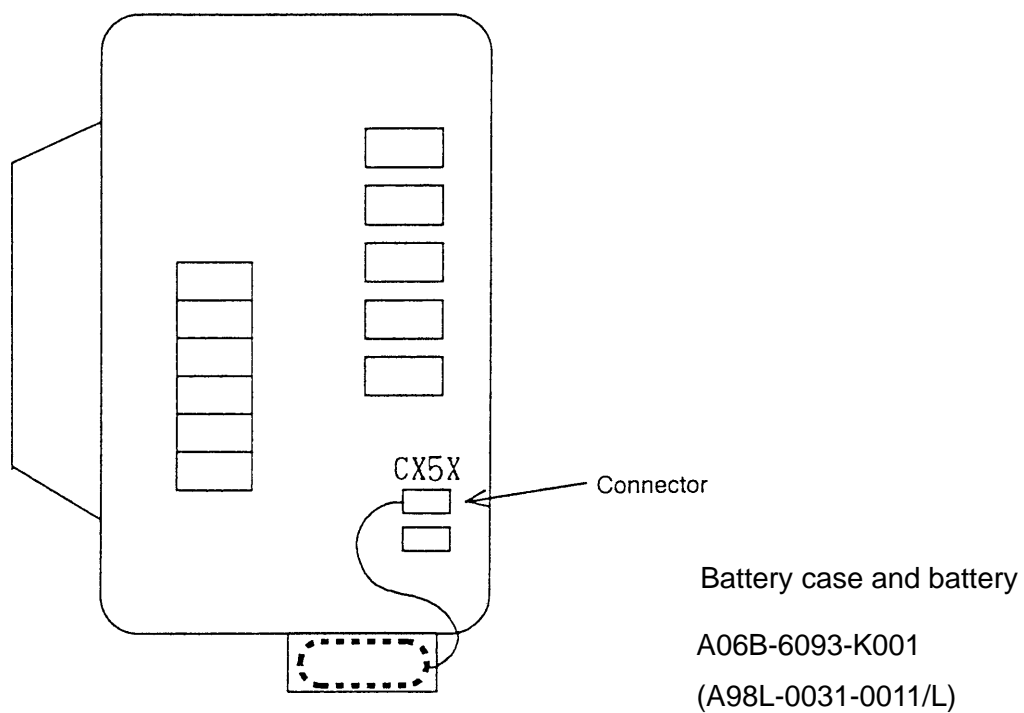 CX5X
Connector
Battery case and battery
A06B-6093-K001
(A98L-0031-0011/L)